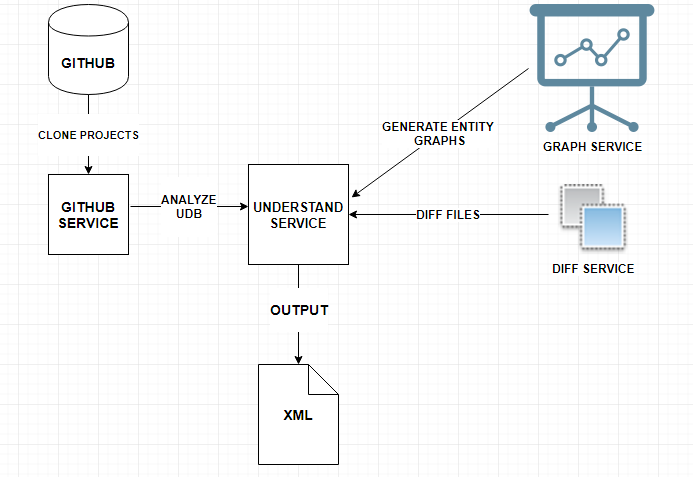 GITHUB
CLONE PROJECTS
GITHUB
SERVICE
ANALYZE
UDB
UNDERSTAND
SERVICE
GENERATE ENTITY
GRAPHS
GRAPH SERVICE
DIFF FILES
DIFF SERVICE
OUTPUT
XML